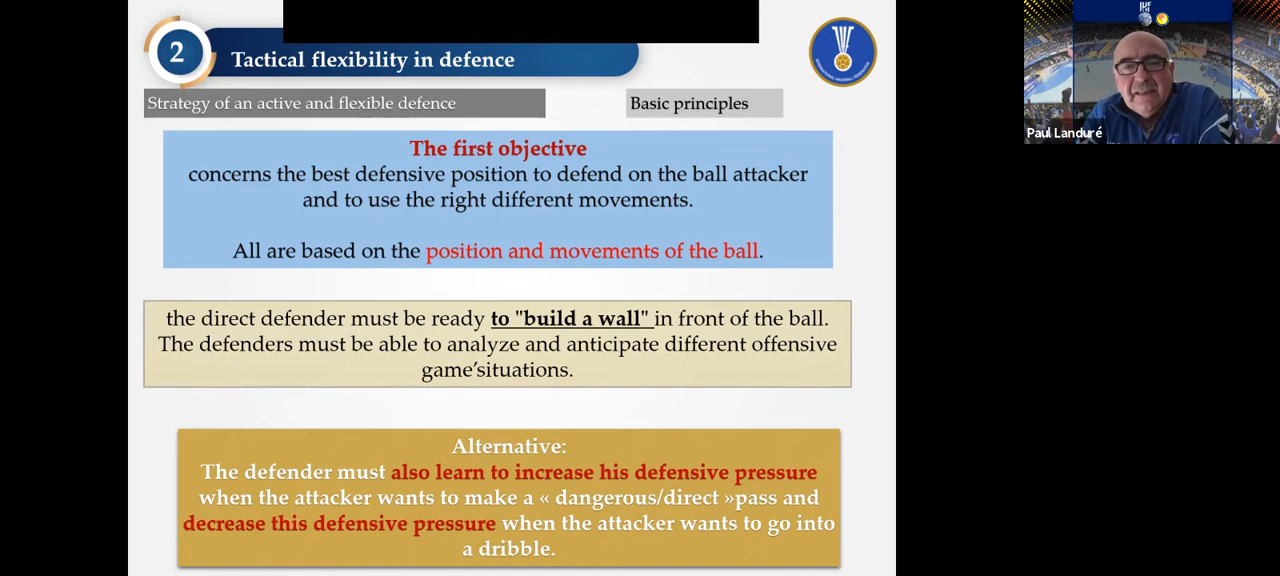 2
Tactical flexibility in defence
Strategy of an active and flexible defence
Basic principles
The first objective
concerns the best defensive position to defend on the ball attacker
and to use the right different movements.
All are based on the position and movements of the ball.
the direct defender must be ready to "build a wall" in front of the ball.
The defenders must be able to analyze and anticipate different offensive
game’situations.
Alternative:
The defender must also learn to increase his defensive pressure
when the attacker wants to make a « dangerous/direct »pass and
decrease this defensive pressure when the attacker wants to go into
a dribble.
IHF
Paul Landuré